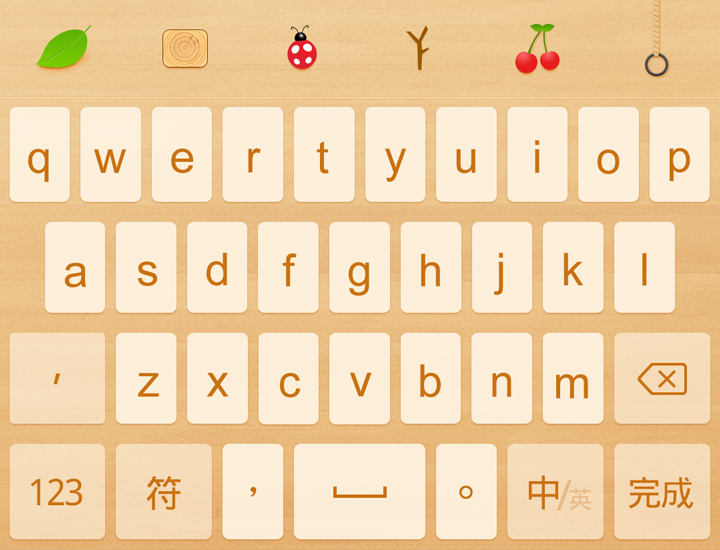 q w e r t y u i o p
a s d f g h j k l
′ z x c v b n m
123 符 ， 。 中/英 完成